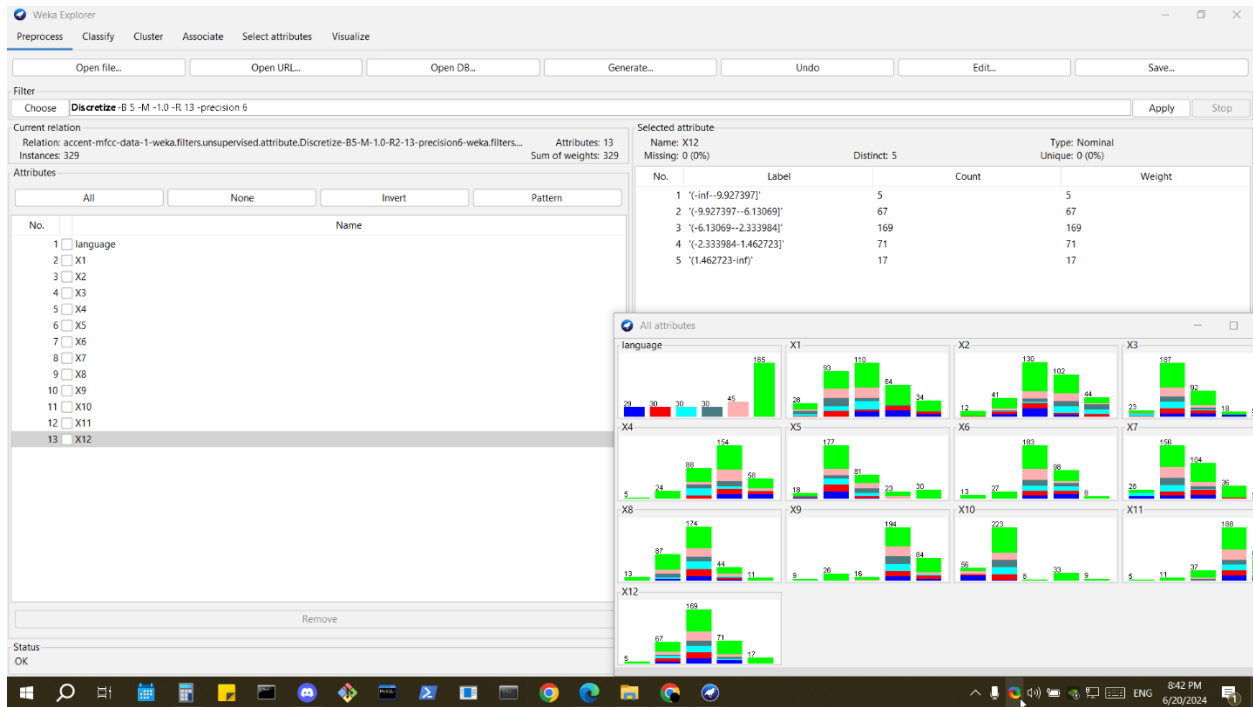 Weka Explorer
Preprocess Classify Cluster Associate Select attributes Visualize
Open file... Open URL... Open DB... Generate... Undo Edit... Save...
Filter
Choose Discretize -B 5 -M -1.0 -R 13 -precision 6 Apply Stop
Current relation
Relation: accent-mfcc-data-1-weka.filters.unsupervised.attribute.Discretize-B5-M-1.0-R2-13-precision6-weka.filters... Attributes: 13
Instances: 329 Sum of weights: 329
Selected attribute
Name: X12 Type: Nominal
Missing: 0 (0%) Distinct: 5 Unique: 0 (0%)
No. Label Count Weight
1 '(-inf--9.927397]' 5 5
2 '(-9.927397--6.13069]' 67 67
3 '(-6.13069--2.333984]' 169 169
4 '(-2.333984-1.462723]' 71 71
5 '(1.462723-inf)' 17 17
Attributes
All None Invert Pattern
No. Name
1 language
2 X1
3 X2
4 X3
5 X4
6 X5
7 X6
8 X7
9 X8
10 X9
11 X10
12 X11
13 X12
Remove
Status
OK
All attributes
language X1 X2 X3
29 30 30 30 45 165
28 93 110 64 34
12 41 130 102 44
23 187 92 18
X4 X5 X6 X7
5 24 88 154 58
18 177 81 23 30
13 27 183 98 8
28 156 104 36
X8 X9 X10 X11
13 87 174 44 11
9 26 16 194 84
56 223 8 33 9
5 11 37 188
X12
5 67 169 71 17
ENG
8:42 PM
6/20/2024
1